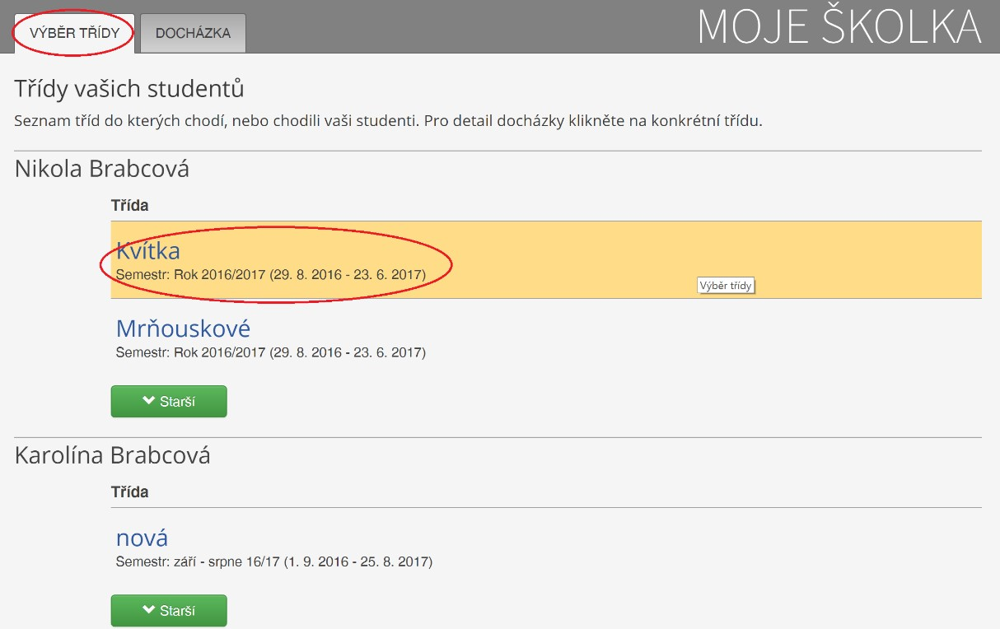 VÝBĚR TŘÍDY
DOCHÁZKA
MOJE ŠKOLKA
Třídy vašich studentů
Seznam tříd do kterých chodí, nebo chodili vaši studenti. Pro detail docházky klikněte na konkrétní třídu.
Nikola Brabcová
Třída
Kvítka
Semestr: Rok 2016/2017 (29. 8. 2016 - 23. 6. 2017)
Výběr třídy
Mrňouskové
Semestr: Rok 2016/2017 (29. 8. 2016 - 23. 6. 2017)
Starší
Karolína Brabcová
Třída
nová
Semestr: září - srpne 16/17 (1. 9. 2016 - 25. 8. 2017)
Starší